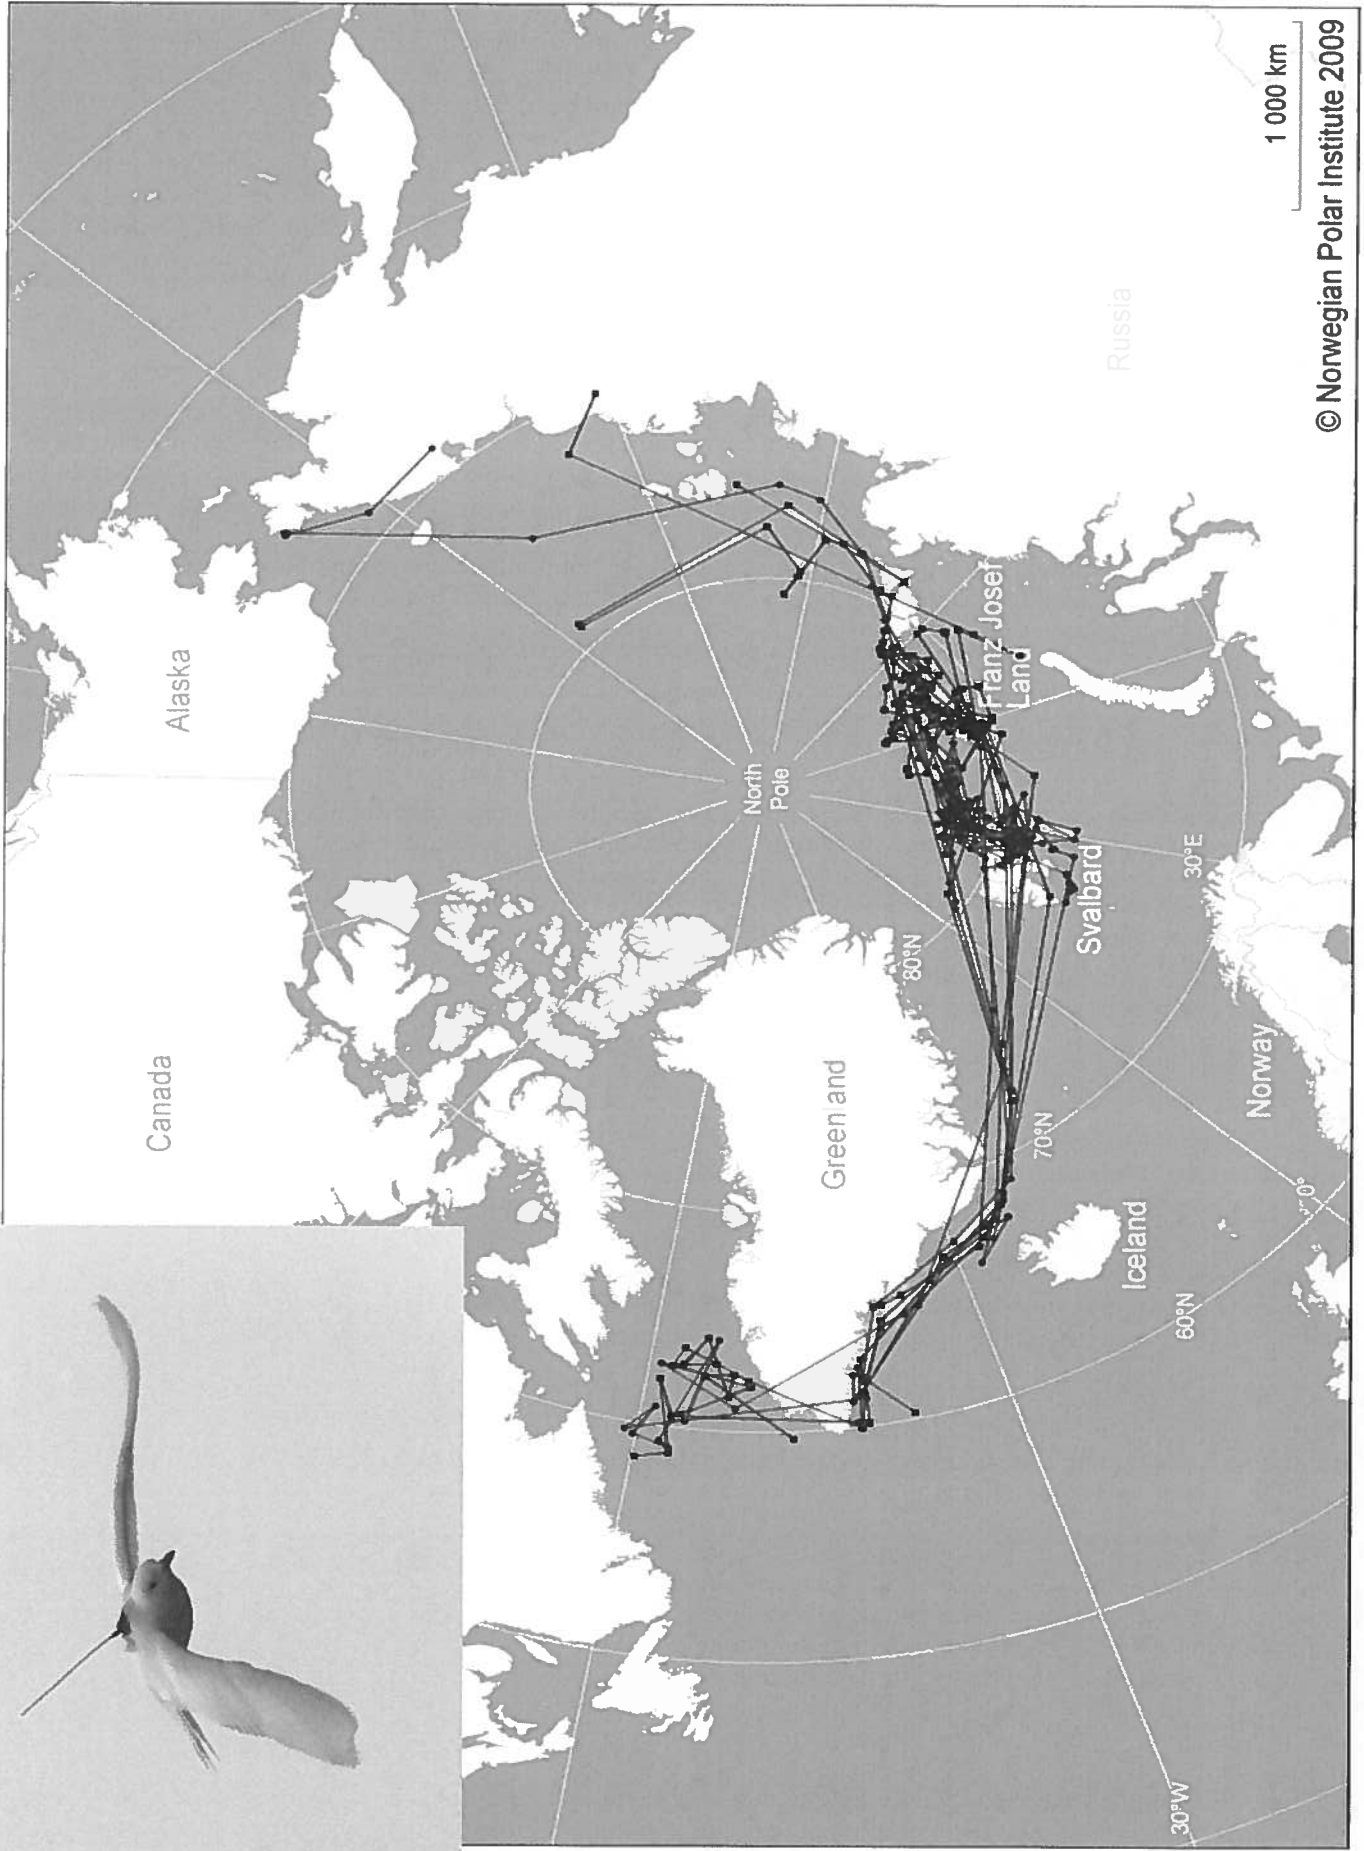 Alaska
Canada
Russia
North
Pole
Franz Josef
Land
Svalbard
30°E
80°N
Greenland
Norway
70°N
0°
Iceland
60°N
30°W
1 000 km
© Norwegian Polar Institute 2009